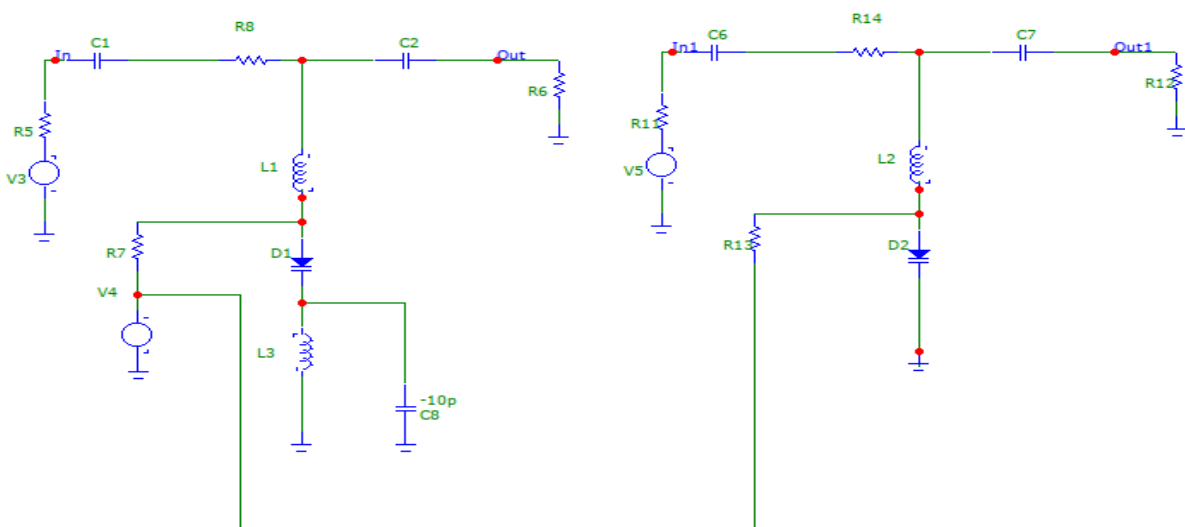 R8
C1
C2
In
Out
R5
R6
V3
L1
R7
D1
V4
L3
-10p
C8
R14
C6
C7
In1
Out1
R11
R12
V5
L2
R13
D2